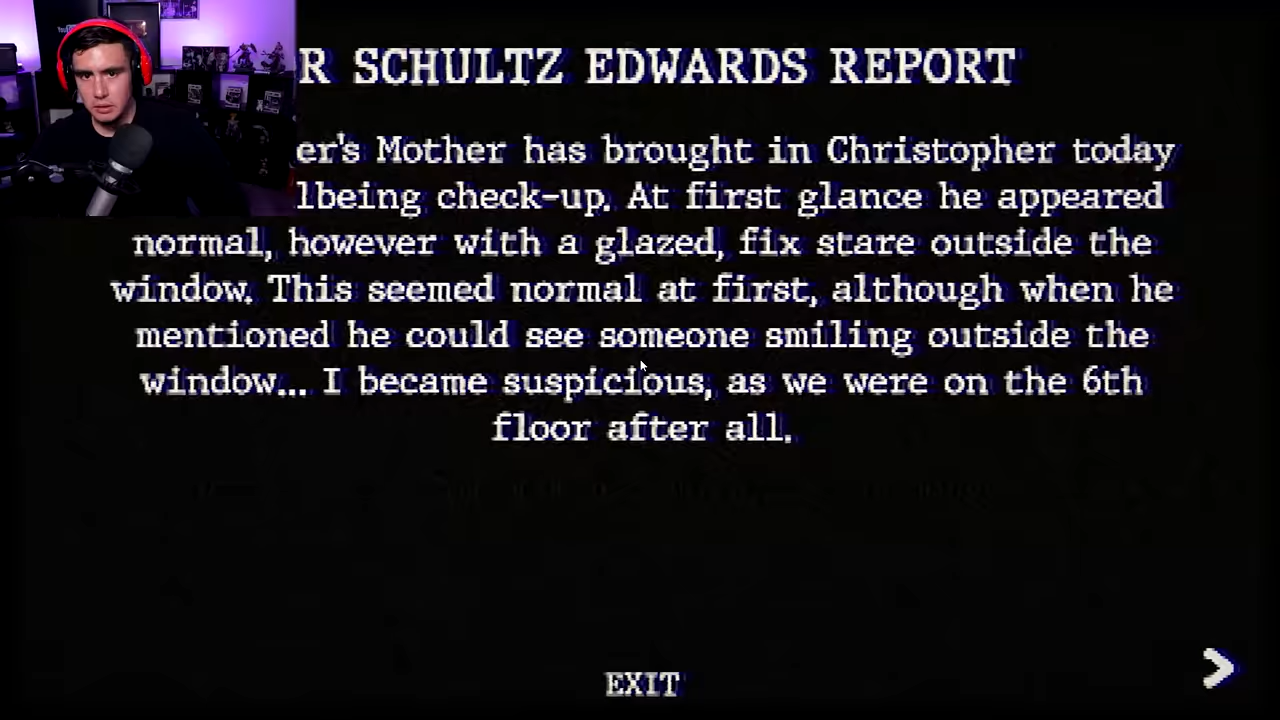 R SCHULTZ EDWARDS REPORT
er's Mother has brought in Christopher today
lbeing check-up. At first glance he appeared
normal, however with a glazed, fix stare outside the
window. This seemed normal at first, although when he
mentioned he could see someone smiling outside the
window... I became suspicious, as we were on the 6th
floor after all.
EXIT
>